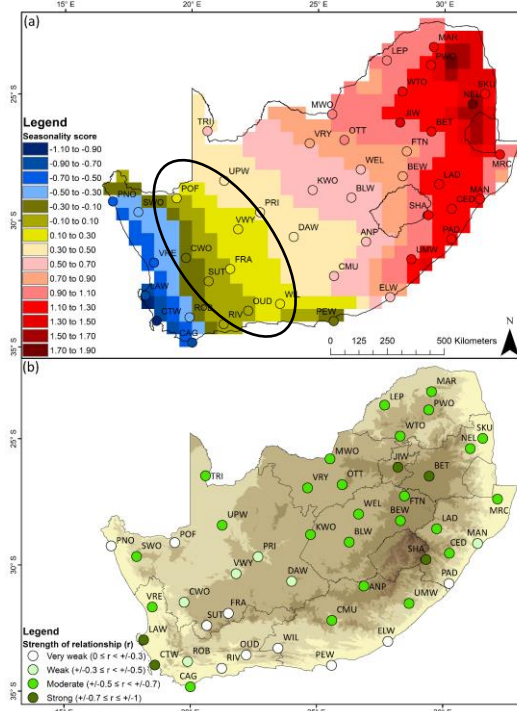 15°E 20°E 25°E 30°E
(a)
MAR
LEP
PWO
WTO
SKU
25°S
MWO
NEL
JIW
BET
TRI
VRY
OTT
FTN
MRC
Legend
Seasonality score
-1.10 to -0.90
-0.90 to -0.70
-0.70 to -0.50
-0.50 to -0.30
-0.30 to -0.10
-0.10 to 0.10
0.10 to 0.30
0.30 to 0.50
0.50 to 0.70
0.70 to 0.90
0.90 to 1.10
1.10 to 1.30
1.30 to 1.50
1.50 to 1.70
1.70 to 1.90
UPW
WEL
BEW
POF
KWO
BLW
LAD
PNO
SWO
PRI
MAN
CED
30°S
SHA
VWY
DAW
ANP
PAD
VRE
CWO
UMW
FRA
SUT
CMU
LAW
ELW
OUD
WIL
CTW
ROB
RIV
PEW
CAG
35°S
0 125 250 500 Kilometers
N
(b)
MAR
LEP
PWO
WTO
SKU
25°S
NEL
MWO
JIW
BET
TRI
VRY
OTT
FTN
MRC
UPW
WEL
BEW
KWO
BLW
LAD
PNO
POF
SWO
PRI
CED
MAN
30°S
SHA
VWY
DAW
ANP
PAD
VRE
CWO
UMW
FRA
SUT
CMU
LAW
ELW
OUD
WIL
CTW
ROB
RIV
PEW
CAG
35°S
Legend
Strength of relationship (r)
Very weak (0 ≤ r < +/-0.3)
Weak (+/-0.3 ≤ r < +/-0.5)
Moderate (+/-0.5 ≤ r < +/-0.7)
Strong (+/-0.7 ≤ r ≤ +/-1)